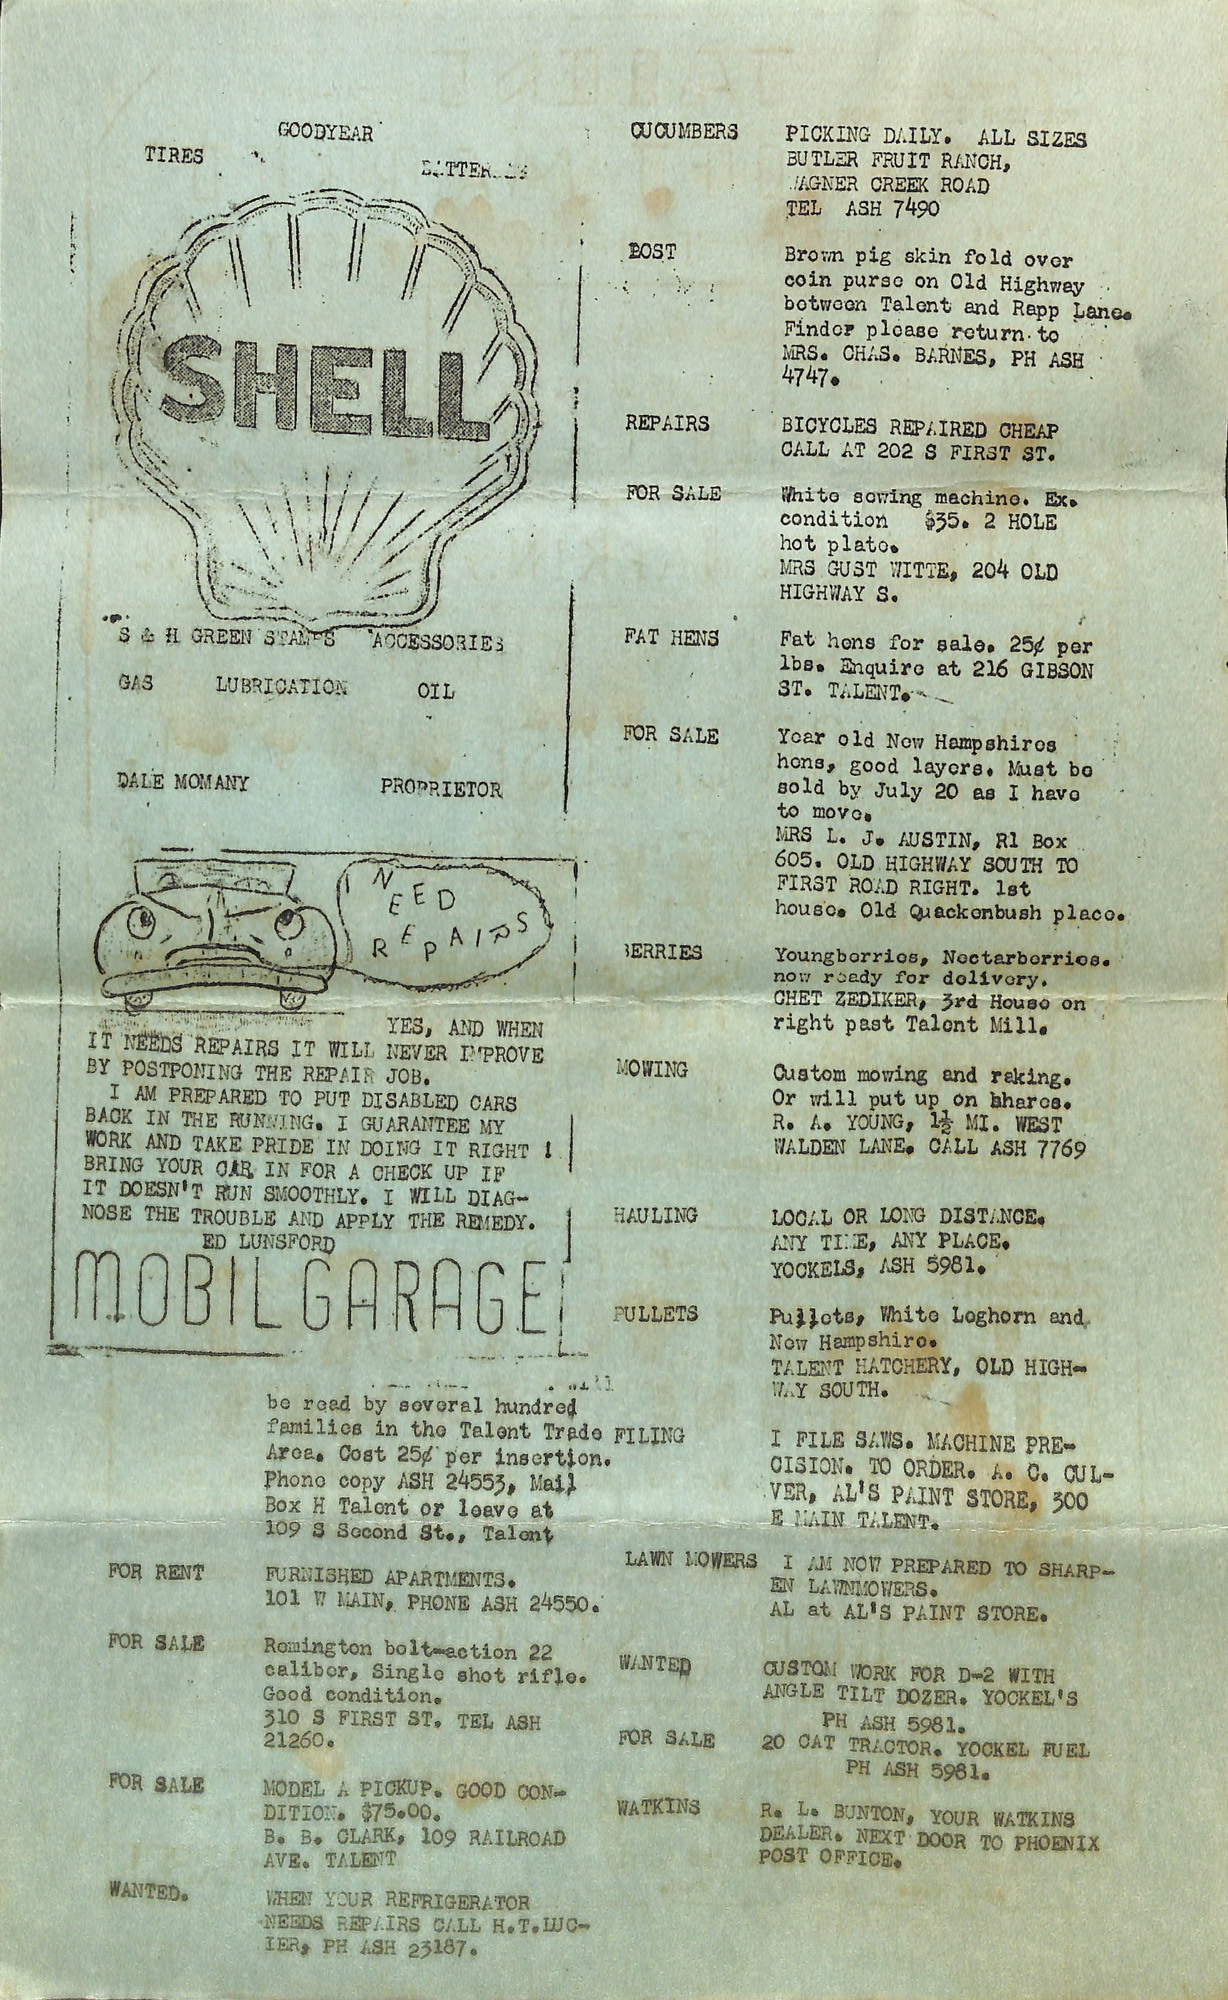 GOODYEAR
TIRES
SHELL
S & H GREEN STAMPS ACCESSORIES
GAS LUBRICATION OIL
DALE MOMANY PROPRIETOR
NEED
REPAIRS
YES, AND WHEN
IT NEEDS REPAIRS IT WILL NEVER IMPROVE
BY POSTPONING THE REPAIR JOB.
I AM PREPARED TO PUT DISABLED CARS
BACK IN THE RUNNING. I GUARANTEE MY
WORK AND TAKE PRIDE IN DOING IT RIGHT !
BRING YOUR CAR IN FOR A CHECK UP IF
IT DOESN'T RUN SMOOTHLY. I WILL DIAG-
NOSE THE TROUBLE AND APPLY THE REMEDY.
ED LUNSFORD
MOBIL GARAGE
will
be read by several hundred
families in the Talent Trade
Area. Cost 25¢ per insertion.
Phone copy ASH 24553, Mail
Box H Talent or leave at
109 S Second St., Talent
FOR RENT FURNISHED APARTMENTS.
101 W MAIN, PHONE ASH 24550.
FOR SALE Remington bolt-action 22
caliber, Single shot rifle.
Good condition.
310 S FIRST ST. TEL ASH
21260.
FOR SALE MODEL A PICKUP. GOOD CON-
DITION. $75.00.
B. B. CLARK, 109 RAILROAD
AVE. TALENT
WANTED. WHEN YOUR REFRIGERATOR
NEEDS REPAIRS CALL H.T.LUC-
IER, PH ASH 23187.
CUCUMBERS PICKING DAILY. ALL SIZES
BUTLER FRUIT RANCH,
WAGNER CREEK ROAD
TEL ASH 7490
LOST Brown pig skin fold over
coin purse on Old Highway
between Talent and Rapp Lane.
Finder please return to
MRS. CHAS. BARNES, PH ASH
4747.
REPAIRS BICYCLES REPAIRED CHEAP
CALL AT 202 S FIRST ST.
FOR SALE White sewing machine. Ex.
condition $35. 2 HOLE
hot plate.
MRS GUST WITTE, 204 OLD
HIGHWAY S.
FAT HENS Fat hens for sale. 25¢ per
lbs. Enquire at 216 GIBSON
ST. TALENT.
FOR SALE Year old New Hampshires
hens, good layers. Must be
sold by July 20 as I have
to move.
MRS L. J. AUSTIN, R1 Box
605. OLD HIGHWAY SOUTH TO
FIRST ROAD RIGHT. 1st
house. Old Quackenbush place.
BERRIES Youngberries, Nectarberries.
now ready for delivery.
CHET ZEDIKER, 3rd House on
right past Talent Mill.
MOWING Custom mowing and raking.
Or will put up on shares.
R. A. YOUNG, 1½ MI. WEST
WALDEN LANE. CALL ASH 7769
HAULING LOCAL OR LONG DISTANCE.
ANY TIME, ANY PLACE.
YOCKELS, ASH 5981.
PULLETS Pullets, White Leghorn and
New Hampshire.
TALENT HATCHERY, OLD HIGH-
WAY SOUTH.
FILING I FILE SAWS. MACHINE PRE-
CISION. TO ORDER. A. C. CUL-
VER, AL'S PAINT STORE, 300
E MAIN TALENT.
LAWN MOWERS I AM NOW PREPARED TO SHARP-
EN LAWNMOWERS.
AL at AL'S PAINT STORE.
WANTED CUSTOM WORK FOR D-2 WITH
ANGLE TILT DOZER. YOCKEL'S
PH ASH 5981.
FOR SALE 20 CAT TRACTOR. YOCKEL FUEL
PH ASH 5981.
WATKINS R. L. BUNTON, YOUR WATKINS
DEALER. NEXT DOOR TO PHOENIX
POST OFFICE.